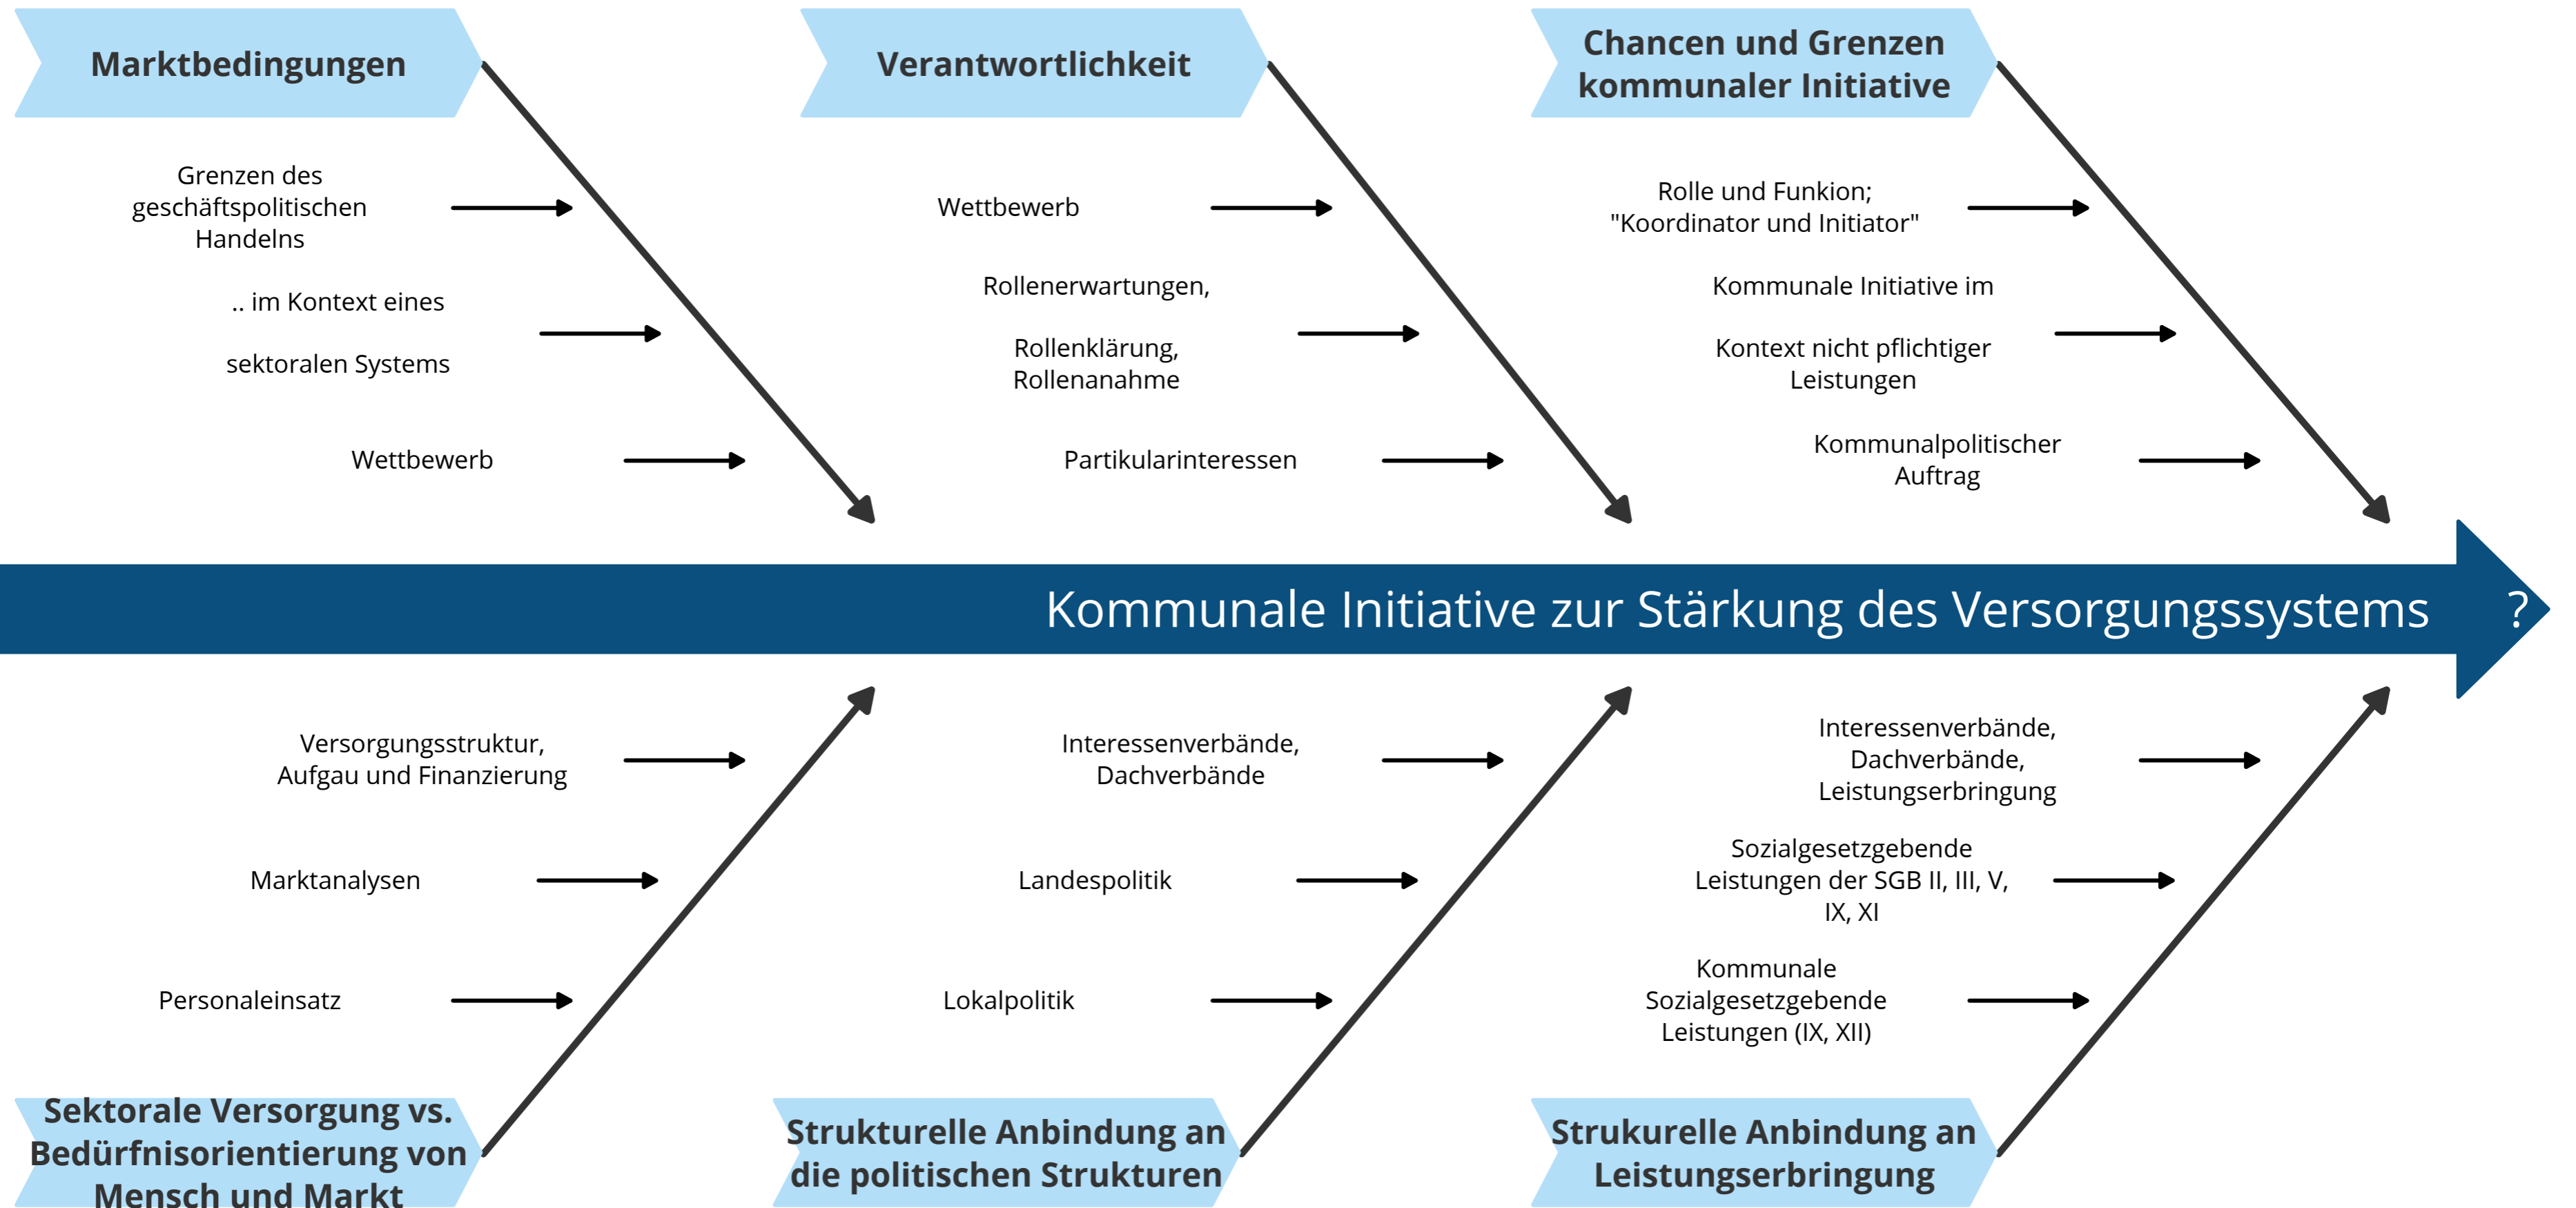 Marktbedingungen
Grenzen des
geschäftspolitischen
Handelns
.. im Kontext eines
sektoralen Systems
Wettbewerb
Verantwortlichkeit
Wettbewerb
Rollenerwartungen,
Rollenklärung,
Rollenanahme
Partikularinteressen
Chancen und Grenzen
kommunaler Initiative
Rolle und Funkion;
"Koordinator und Initiator"
Kommunale Initiative im
Kontext nicht pflichtiger
Leistungen
Kommunalpolitischer
Auftrag
Kommunale Initiative zur Stärkung des Versorgungssystems ?
Versorgungsstruktur,
Aufgau und Finanzierung
Marktanalysen
Personaleinsatz
Sektorale Versorgung vs.
Bedürfnisorientierung von
Mensch und Markt
Interessenverbände,
Dachverbände
Landespolitik
Lokalpolitik
Strukturelle Anbindung an
die politischen Strukturen
Interessenverbände,
Dachverbände,
Leistungserbringung
Sozialgesetzgebende
Leistungen der SGB II, III, V,
IX, XI
Kommunale
Sozialgesetzgebende
Leistungen (IX, XII)
Strukurelle Anbindung an
Leistungserbringung